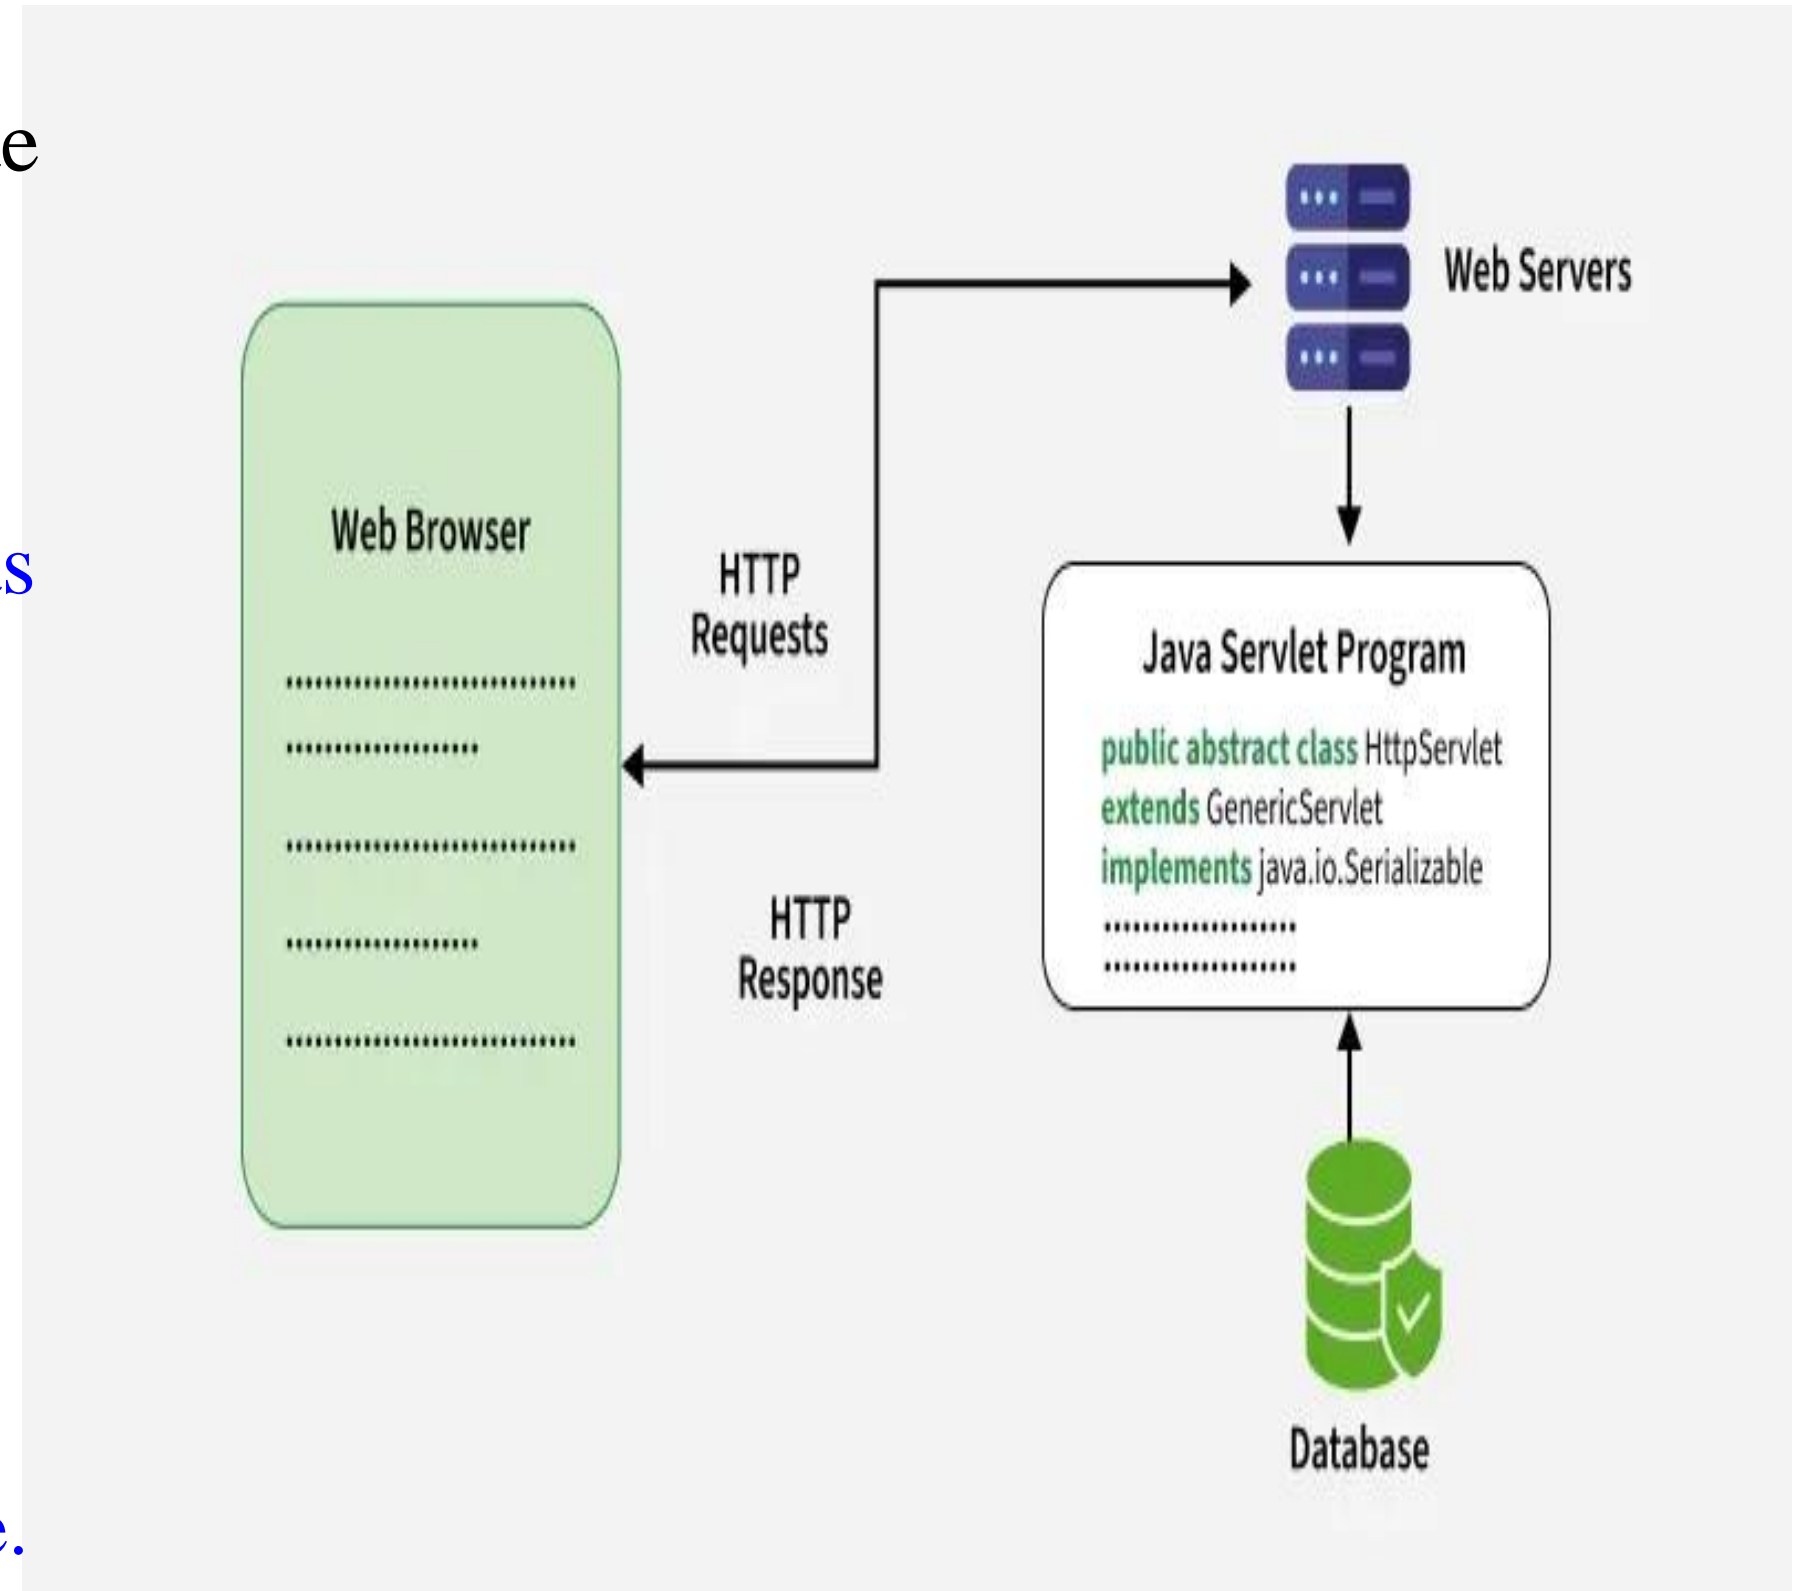 e
s
e.
Web Servers
Web Browser
HTTP
Requests
HTTP
Response
Java Servlet Program
public abstract class HttpServlet
extends GenericServlet
implements java.io.Serializable
Database